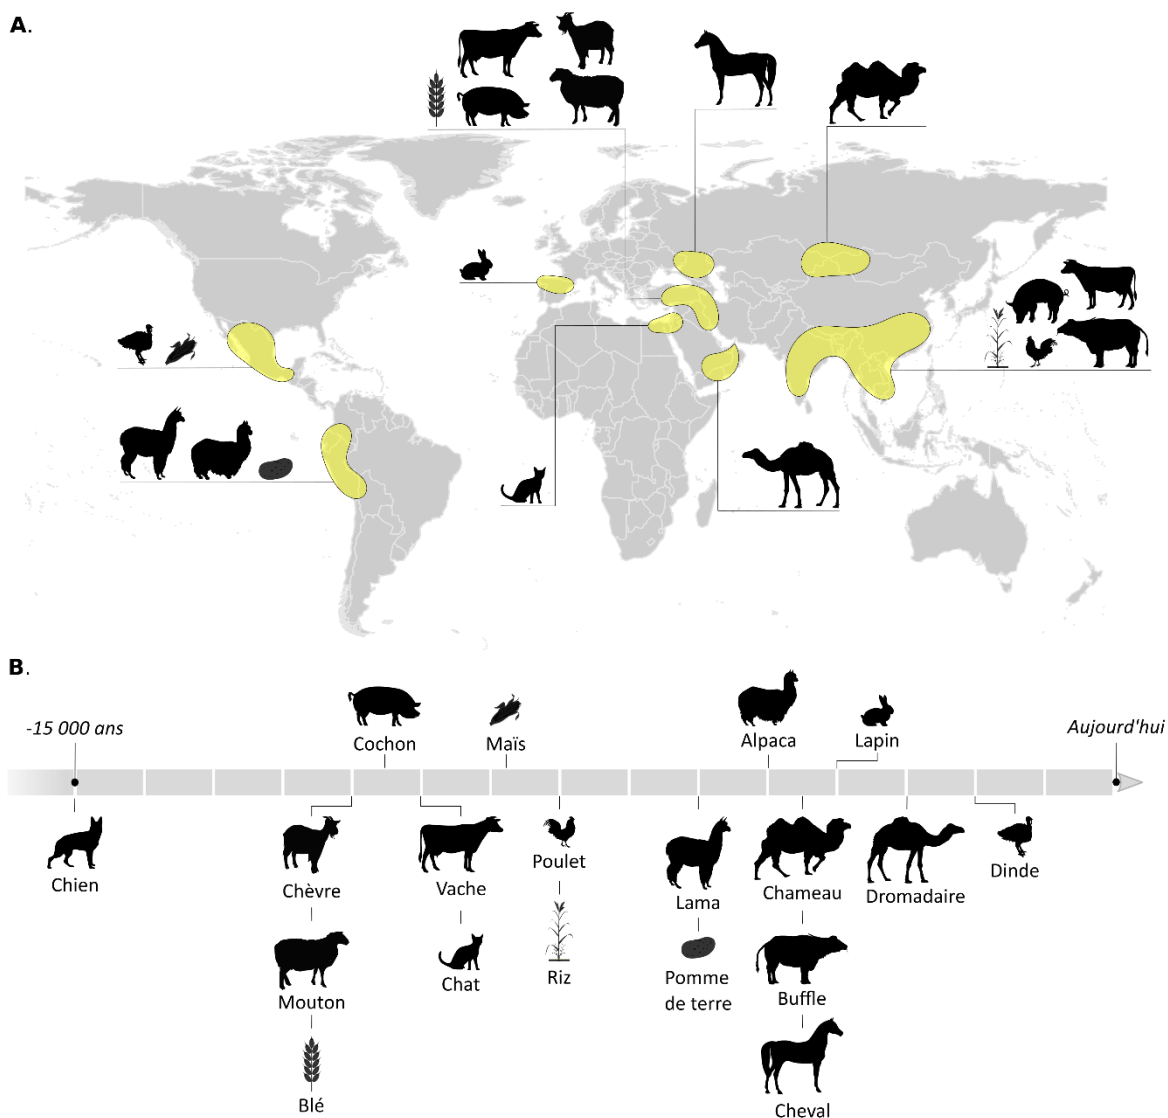 A.
B.
-15 000 ans
Cochon
Maïs
Alpaca
Lapin
Aujourd'hui
Chien
Chèvre
Mouton
Blé
Vache
Chat
Poulet
Riz
Lama
Pomme
de terre
Chameau
Buffle
Cheval
Dromadaire
Dinde